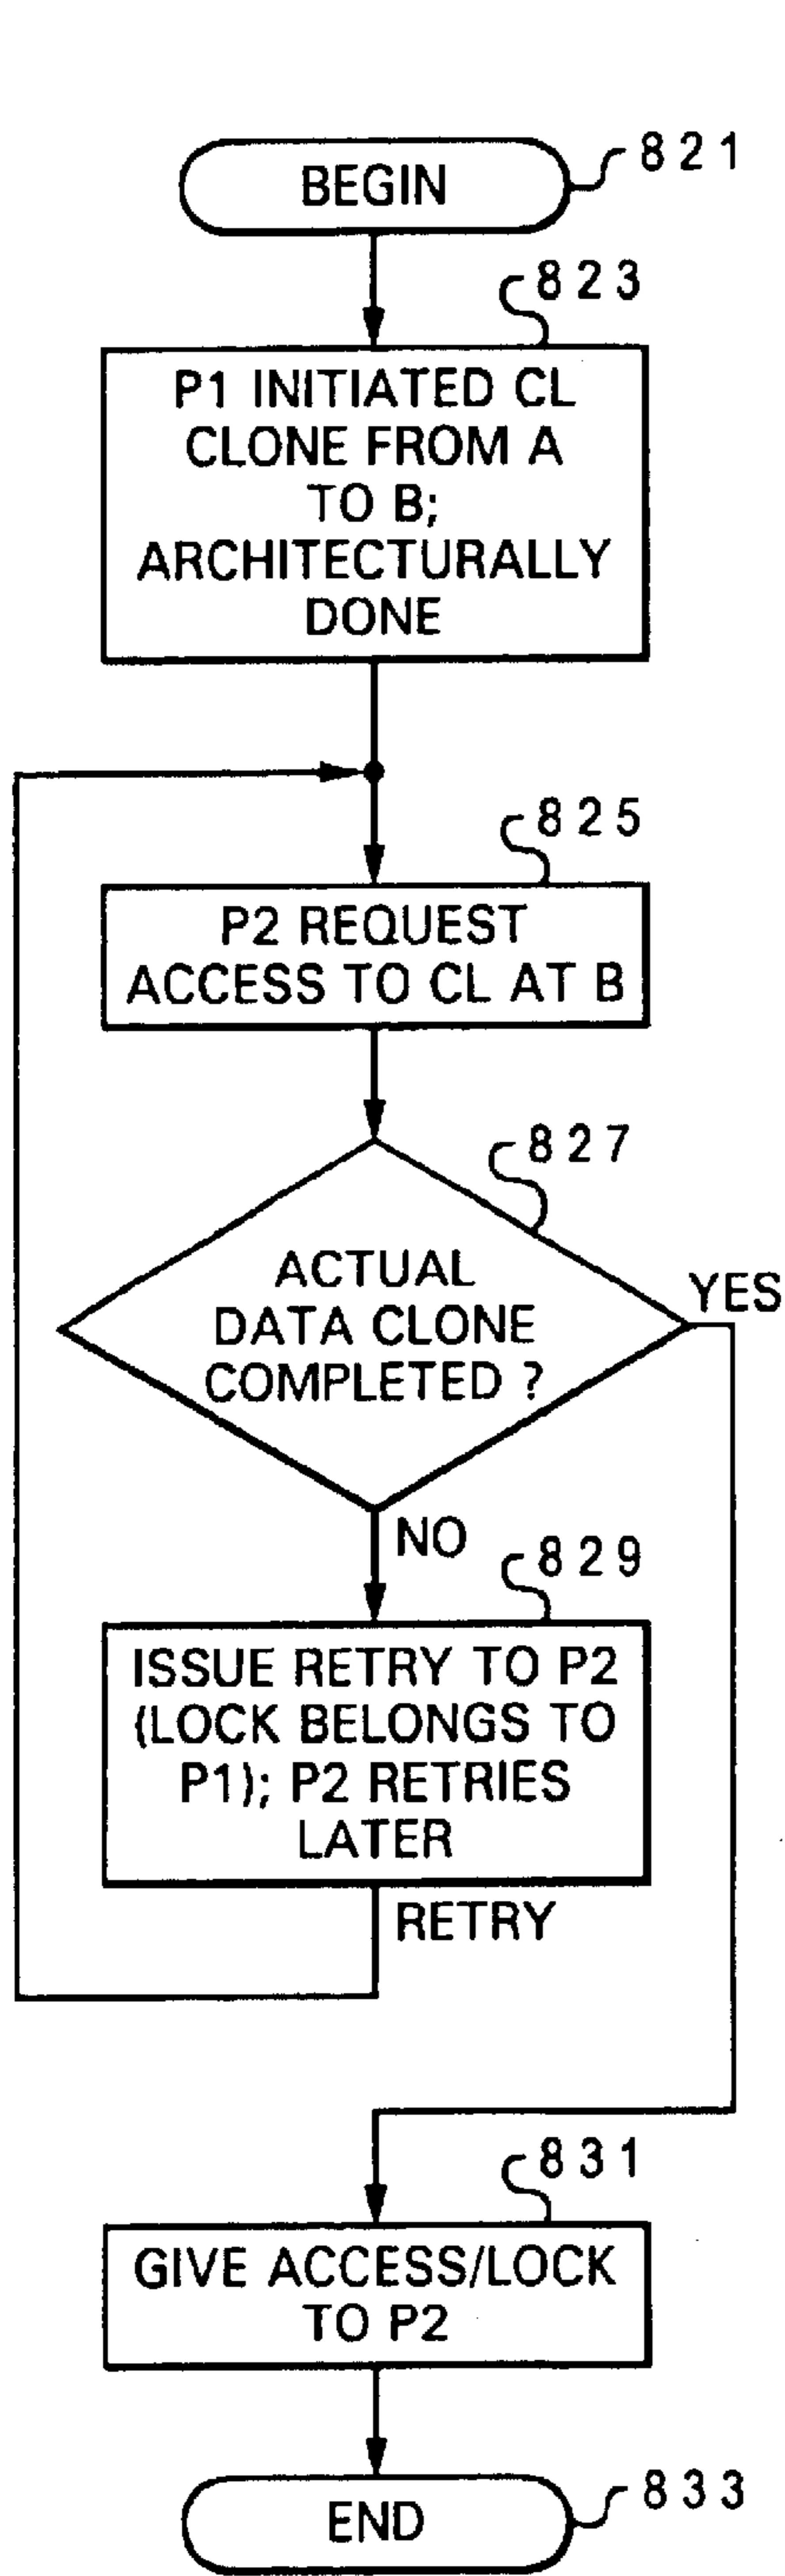 821
BEGIN
823
P1 INITIATED CL
CLONE FROM A
TO B;
ARCHITECTURALLY
DONE
825
P2 REQUEST
ACCESS TO CL AT B
827
ACTUAL
DATA CLONE
COMPLETED ?
YES
NO
829
ISSUE RETRY TO P2
(LOCK BELONGS TO
P1); P2 RETRIES
LATER
RETRY
831
GIVE ACCESS/LOCK
TO P2
833
END